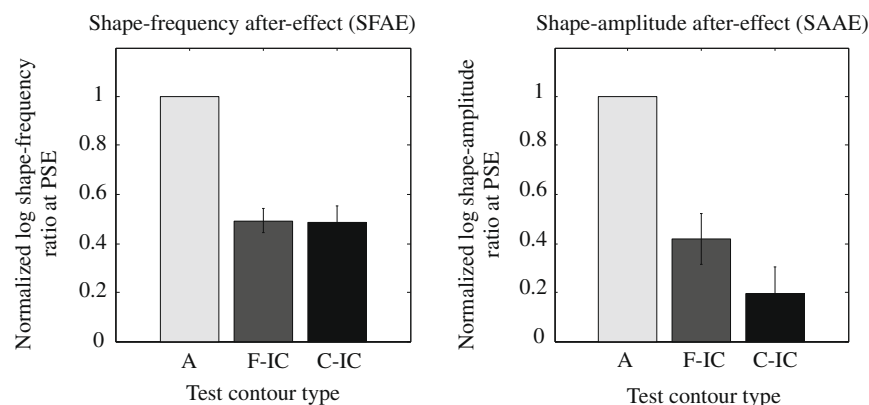 Shape-frequency after-effect (SFAE)
Normalized log shape-frequency
ratio at PSE
1
0.8
0.6
0.4
0.2
0
A F-IC C-IC
Test contour type
Shape-amplitude after-effect (SAAE)
Normalized log shape-amplitude
ratio at PSE
1
0.8
0.6
0.4
0.2
0
A F-IC C-IC
Test contour type